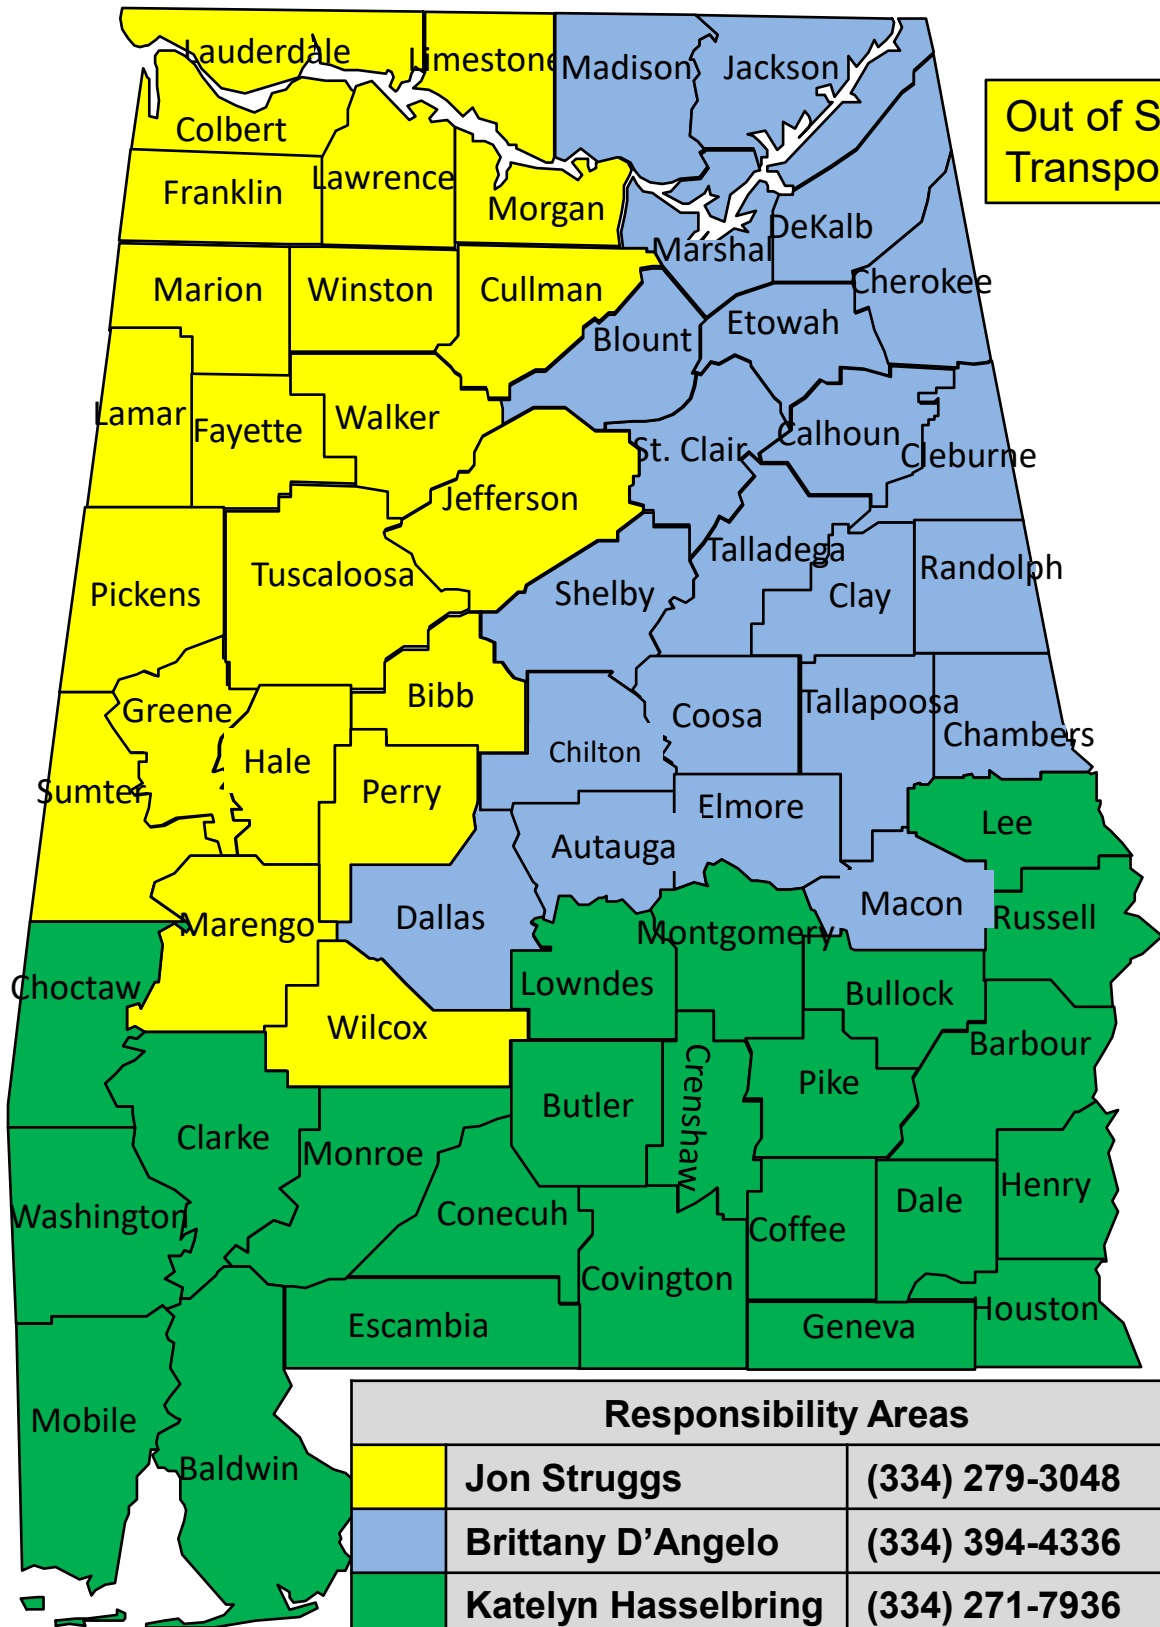 Lauderdale
Limestone
Madison
Jackson
Out of S
Transpo
Colbert
Franklin
Lawrence
Morgan
DeKalb
Marshal
Cherokee
Marion
Winston
Cullman
Etowah
Blount
Lamar
Fayette
Walker
St. Clair
Calhoun
Cleburne
Jefferson
Talladega
Randolph
Pickens
Tuscaloosa
Shelby
Clay
Greene
Bibb
Coosa
Tallapoosa
Chambers
Hale
Chilton
Sumter
Perry
Elmore
Lee
Autauga
Marengo
Dallas
Macon
Montgomery
Russell
Choctaw
Lowndes
Bullock
Wilcox
Barbour
Crenshaw
Pike
Butler
Clarke
Monroe
Henry
Washington
Conecuh
Dale
Coffee
Covington
Escambia
Geneva
Houston
Mobile
Baldwin
Responsibility Areas
Jon Struggs (334) 279-3048
Brittany D’Angelo (334) 394-4336
Katelyn Hasselbring (334) 271-7936